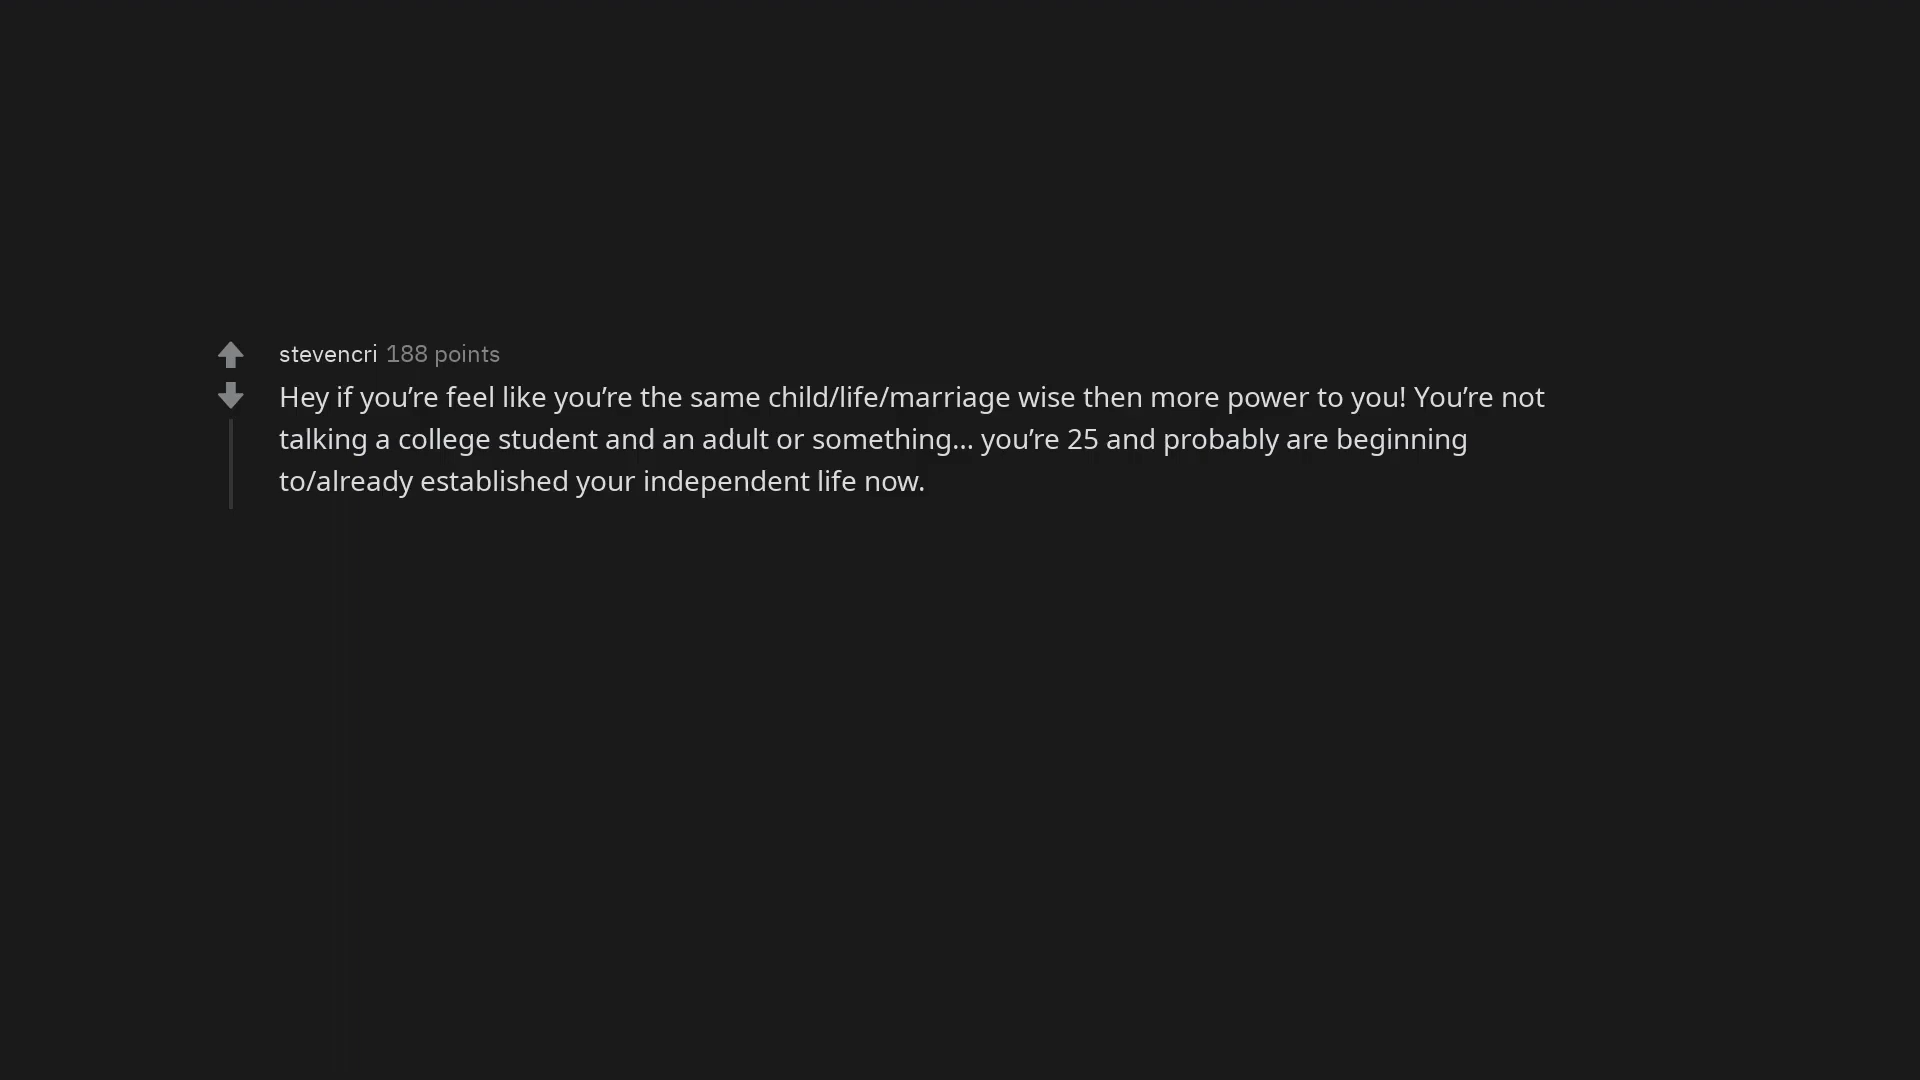 stevencri 188 points
Hey if you’re feel like you’re the same child/life/marriage wise then more power to you! You’re not
talking a college student and an adult or something... you’re 25 and probably are beginning
to/already established your independent life now.